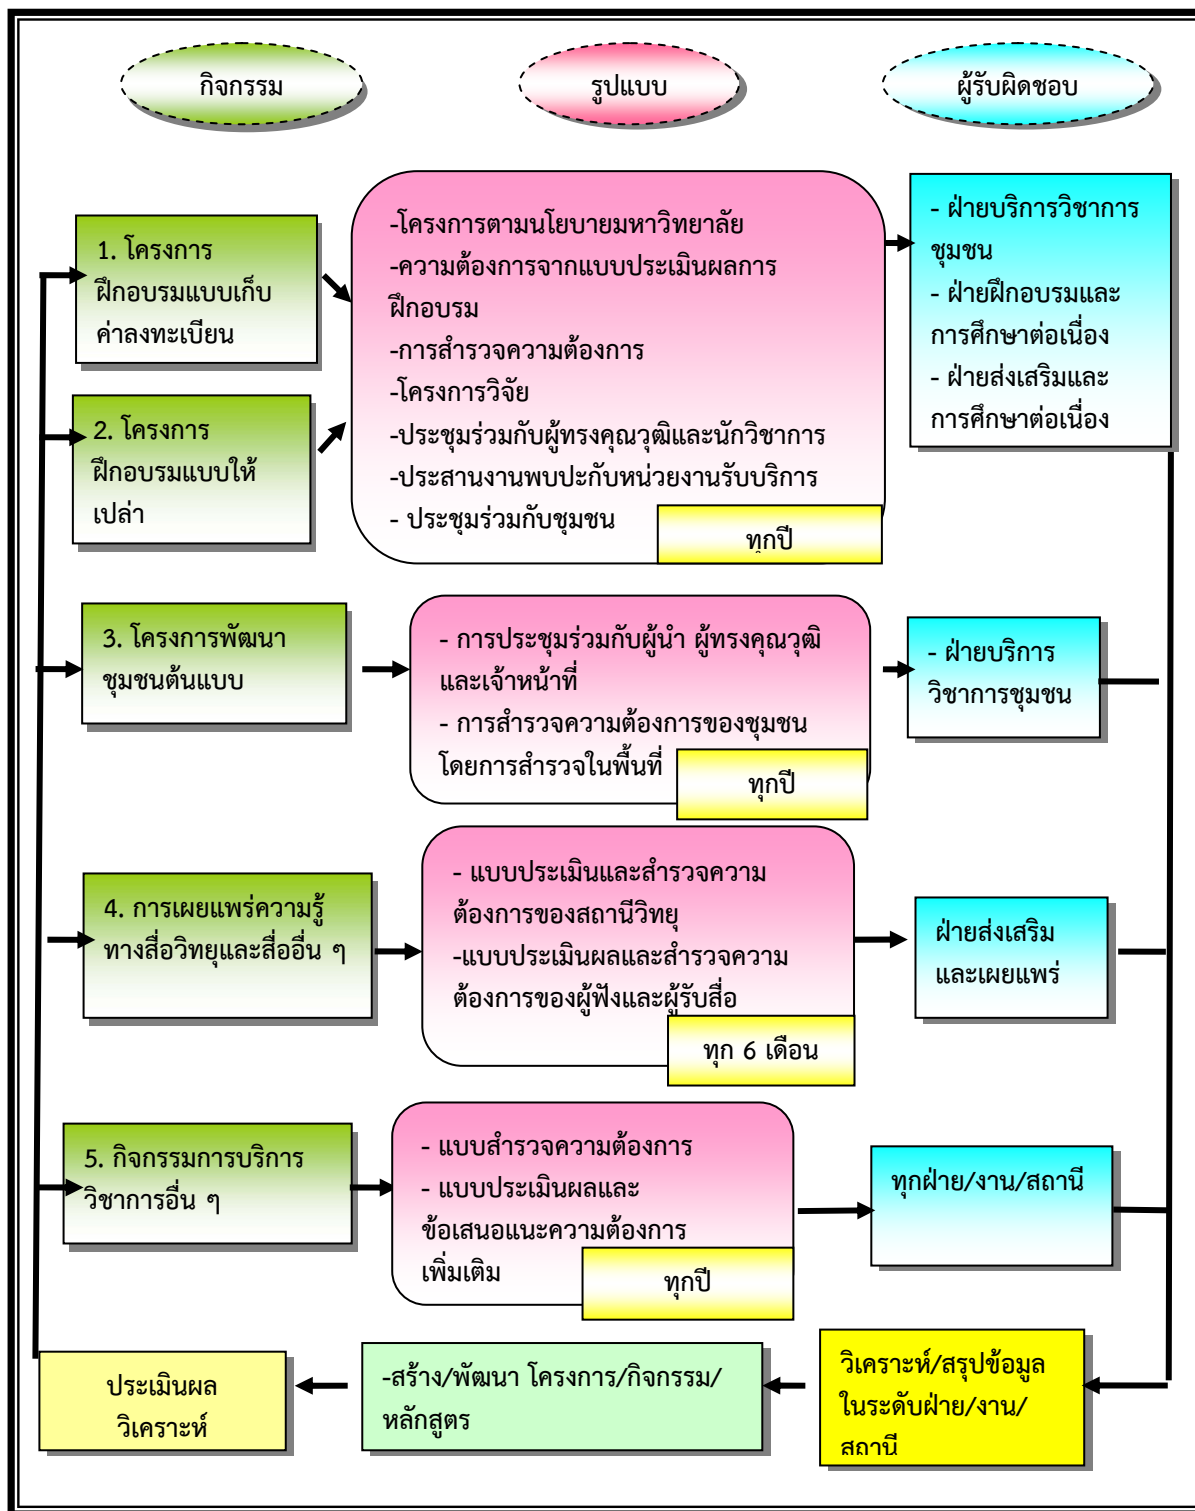 กิจกรรม
รูปแบบ
ผู้รับผิดชอบ
1. โครงการ
ฝึกอบรมแบบเก็บ
ค่าลงทะเบียน
2. โครงการ
ฝึกอบรมแบบให้
เปล่า
-โครงการตามนโยบายมหาวิทยาลัย
-ความต้องการจากแบบประเมินผลการ
ฝึกอบรม
-การสำรวจความต้องการ
-โครงการวิจัย
-ประชุมร่วมกับผู้ทรงคุณวุฒิและนักวิชาการ
-ประสานงานพบปะกับหน่วยงานรับบริการ
- ประชุมร่วมกับชุมชน
ทุกปี
- ฝ่ายบริการวิชาการ
ชุมชน
- ฝ่ายฝึกอบรมและ
การศึกษาต่อเนื่อง
- ฝ่ายส่งเสริมและ
การศึกษาต่อเนื่อง
3. โครงการพัฒนา
ชุมชนต้นแบบ
- การประชุมร่วมกับผู้นำ ผู้ทรงคุณวุฒิ
และเจ้าหน้าที่
- การสำรวจความต้องการของชุมชน
โดยการสำรวจในพื้นที่
ทุกปี
- ฝ่ายบริการ
วิชาการชุมชน
4. การเผยแพร่ความรู้
ทางสื่อวิทยุและสื่ออื่น ๆ
- แบบประเมินและสำรวจความ
ต้องการของสถานีวิทยุ
-แบบประเมินผลและสำรวจความ
ต้องการของผู้ฟังและผู้รับสื่อ
ทุก 6 เดือน
ฝ่ายส่งเสริม
และเผยแพร่
5. กิจกรรมการบริการ
วิชาการอื่น ๆ
- แบบสำรวจความต้องการ
- แบบประเมินผลและ
ข้อเสนอแนะความต้องการ
เพิ่มเติม
ทุกปี
ทุกฝ่าย/งาน/สถานี
ประเมินผล
วิเคราะห์
-สร้าง/พัฒนา โครงการ/กิจกรรม/
หลักสูตร
วิเคราะห์/สรุปข้อมูล
ในระดับฝ่าย/งาน/
สถานี